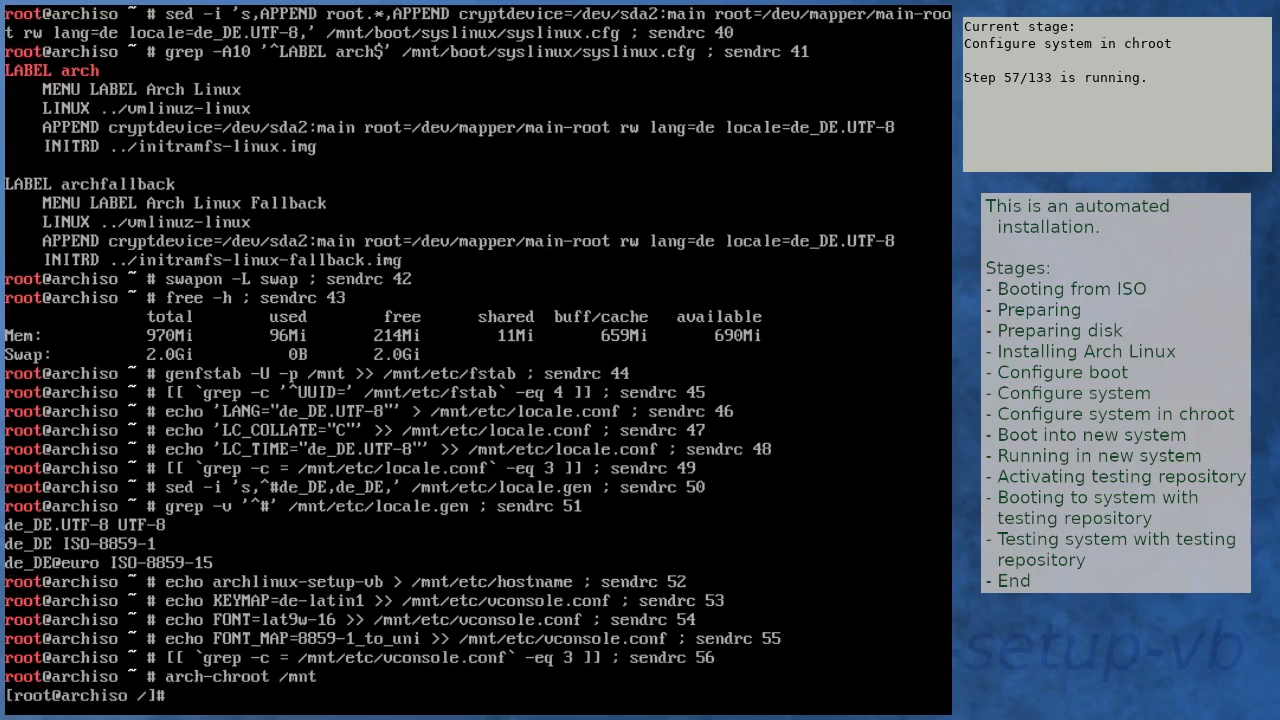 root@archiso ~ # sed -i 's,APPEND root.*,APPEND cryptdevice=/dev/sda2:main root=/dev/mapper/main-roo
t rw lang=de locale=de_DE.UTF-8,' /mnt/boot/syslinux/syslinux.cfg ; sendrc 40
root@archiso ~ # grep -A10 '^LABEL arch$' /mnt/boot/syslinux/syslinux.cfg ; sendrc 41
LABEL arch
    MENU LABEL Arch Linux
    LINUX ../vmlinuz-linux
    APPEND cryptdevice=/dev/sda2:main root=/dev/mapper/main-root rw lang=de locale=de_DE.UTF-8
    INITRD ../initramfs-linux.img
LABEL archfallback
    MENU LABEL Arch Linux Fallback
    LINUX ../vmlinuz-linux
    APPEND cryptdevice=/dev/sda2:main root=/dev/mapper/main-root rw lang=de locale=de_DE.UTF-8
    INITRD ../initramfs-linux-fallback.img
root@archiso ~ # swapon -L swap ; sendrc 42
root@archiso ~ # free -h ; sendrc 43
               total        used        free      shared  buff/cache   available
Mem:           970Mi        96Mi       214Mi        11Mi       659Mi       690Mi
Swap:          2.0Gi          0B       2.0Gi
root@archiso ~ # genfstab -U -p /mnt >> /mnt/etc/fstab ; sendrc 44
root@archiso ~ # [[ `grep -c '^UUID=' /mnt/etc/fstab` -eq 4 ]] ; sendrc 45
root@archiso ~ # echo 'LANG="de_DE.UTF-8"' > /mnt/etc/locale.conf ; sendrc 46
root@archiso ~ # echo 'LC_COLLATE="C"' >> /mnt/etc/locale.conf ; sendrc 47
root@archiso ~ # echo 'LC_TIME="de_DE.UTF-8"' >> /mnt/etc/locale.conf ; sendrc 48
root@archiso ~ # [[ `grep -c = /mnt/etc/locale.conf` -eq 3 ]] ; sendrc 49
root@archiso ~ # sed -i 's,^#de_DE,de_DE,' /mnt/etc/locale.gen ; sendrc 50
root@archiso ~ # grep -v '^#' /mnt/etc/locale.gen ; sendrc 51
de_DE.UTF-8 UTF-8
de_DE ISO-8859-1
de_DE@euro ISO-8859-15
root@archiso ~ # echo archlinux-setup-vb > /mnt/etc/hostname ; sendrc 52
root@archiso ~ # echo KEYMAP=de-latin1 >> /mnt/etc/vconsole.conf ; sendrc 53
root@archiso ~ # echo FONT=lat9w-16 >> /mnt/etc/vconsole.conf ; sendrc 54
root@archiso ~ # echo FONT_MAP=8859-1_to_uni >> /mnt/etc/vconsole.conf ; sendrc 55
root@archiso ~ # [[ `grep -c = /mnt/etc/vconsole.conf` -eq 3 ]] ; sendrc 56
root@archiso ~ # arch-chroot /mnt
[root@archiso /]#
Current stage:
Configure system in chroot
Step 57/133 is running.
This is an automated
installation.
Stages:
- Booting from ISO
- Preparing
- Preparing disk
- Installing Arch Linux
- Configure boot
- Configure system
- Configure system in chroot
- Boot into new system
- Running in new system
- Activating testing repository
- Booting to system with
testing repository
- Testing system with testing
repository
- End
setup-vb